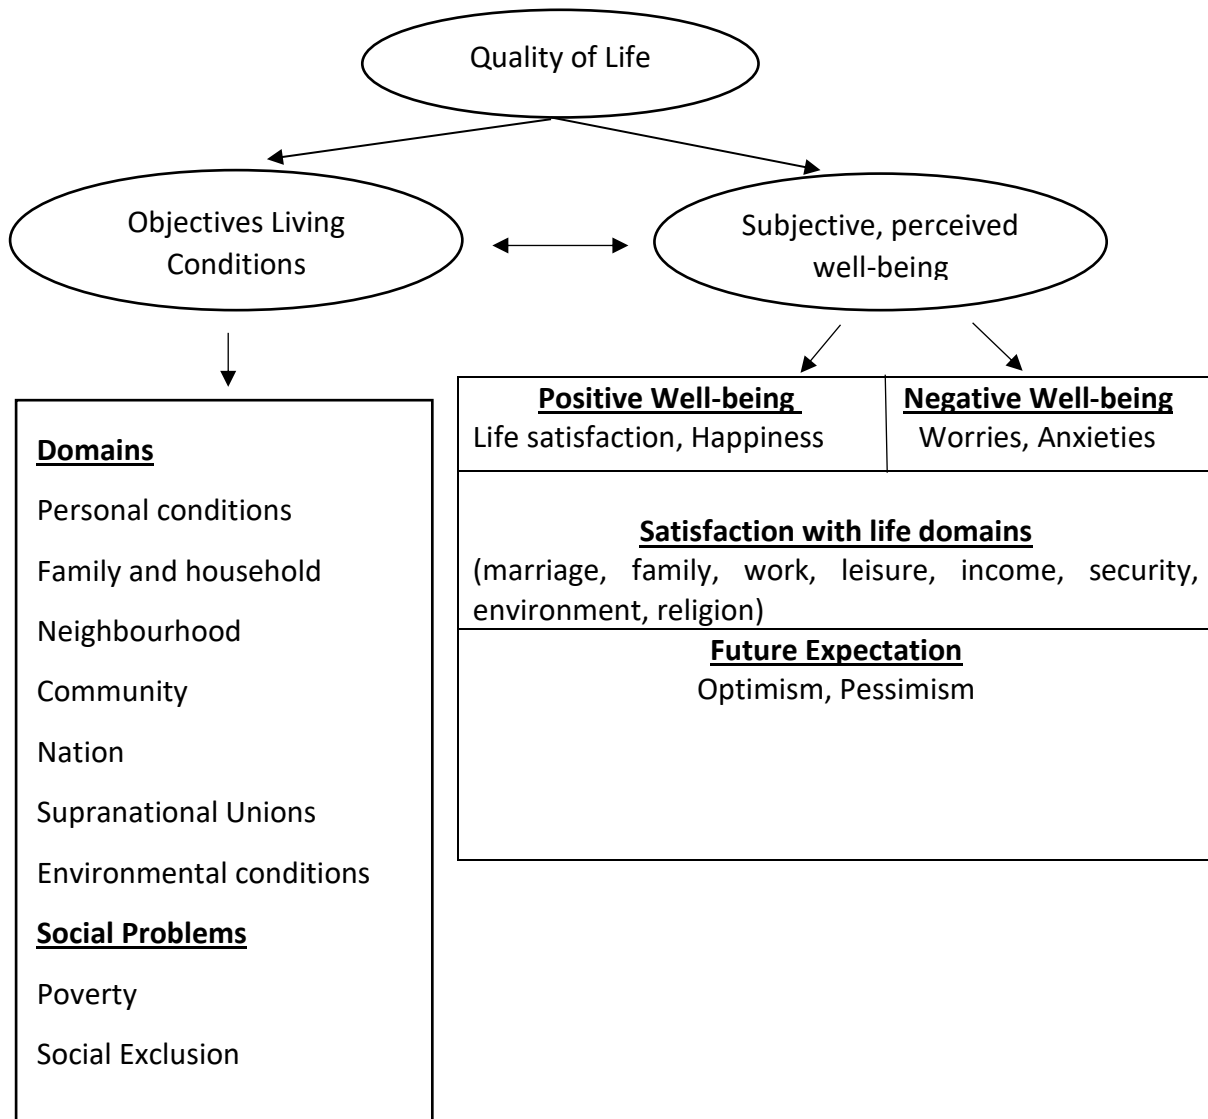 Quality of Life
Objectives Living
Conditions
Subjective, perceived
well-being
Domains
Personal conditions
Family and household
Neighbourhood
Community
Nation
Supranational Unions
Environmental conditions
Social Problems
Poverty
Social Exclusion
Positive Well-being
Life satisfaction, Happiness
Negative Well-being
Worries, Anxieties
Satisfaction with life domains
(marriage, family, work, leisure, income, security,
environment, religion)
Future Expectation
Optimism, Pessimism